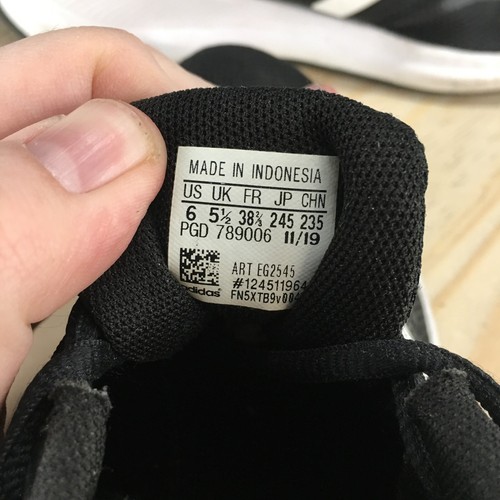 MADE IN INDONESIA
US UK FR JP CHN
6 5½ 38⅔ 245 235
PGD 789006 11/19
ART EG2545
#124511964
adidas FN5XTB9v00